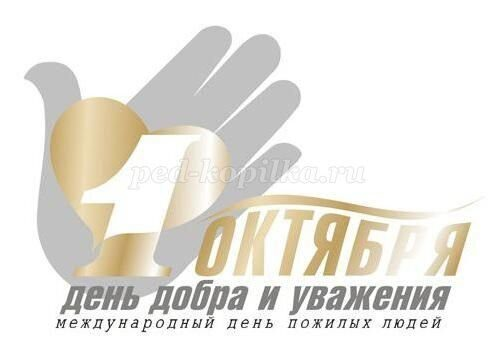 ped-kopilka.ru
1 ОКТЯБРЯ
день добра и уважения
международный день пожилых людей